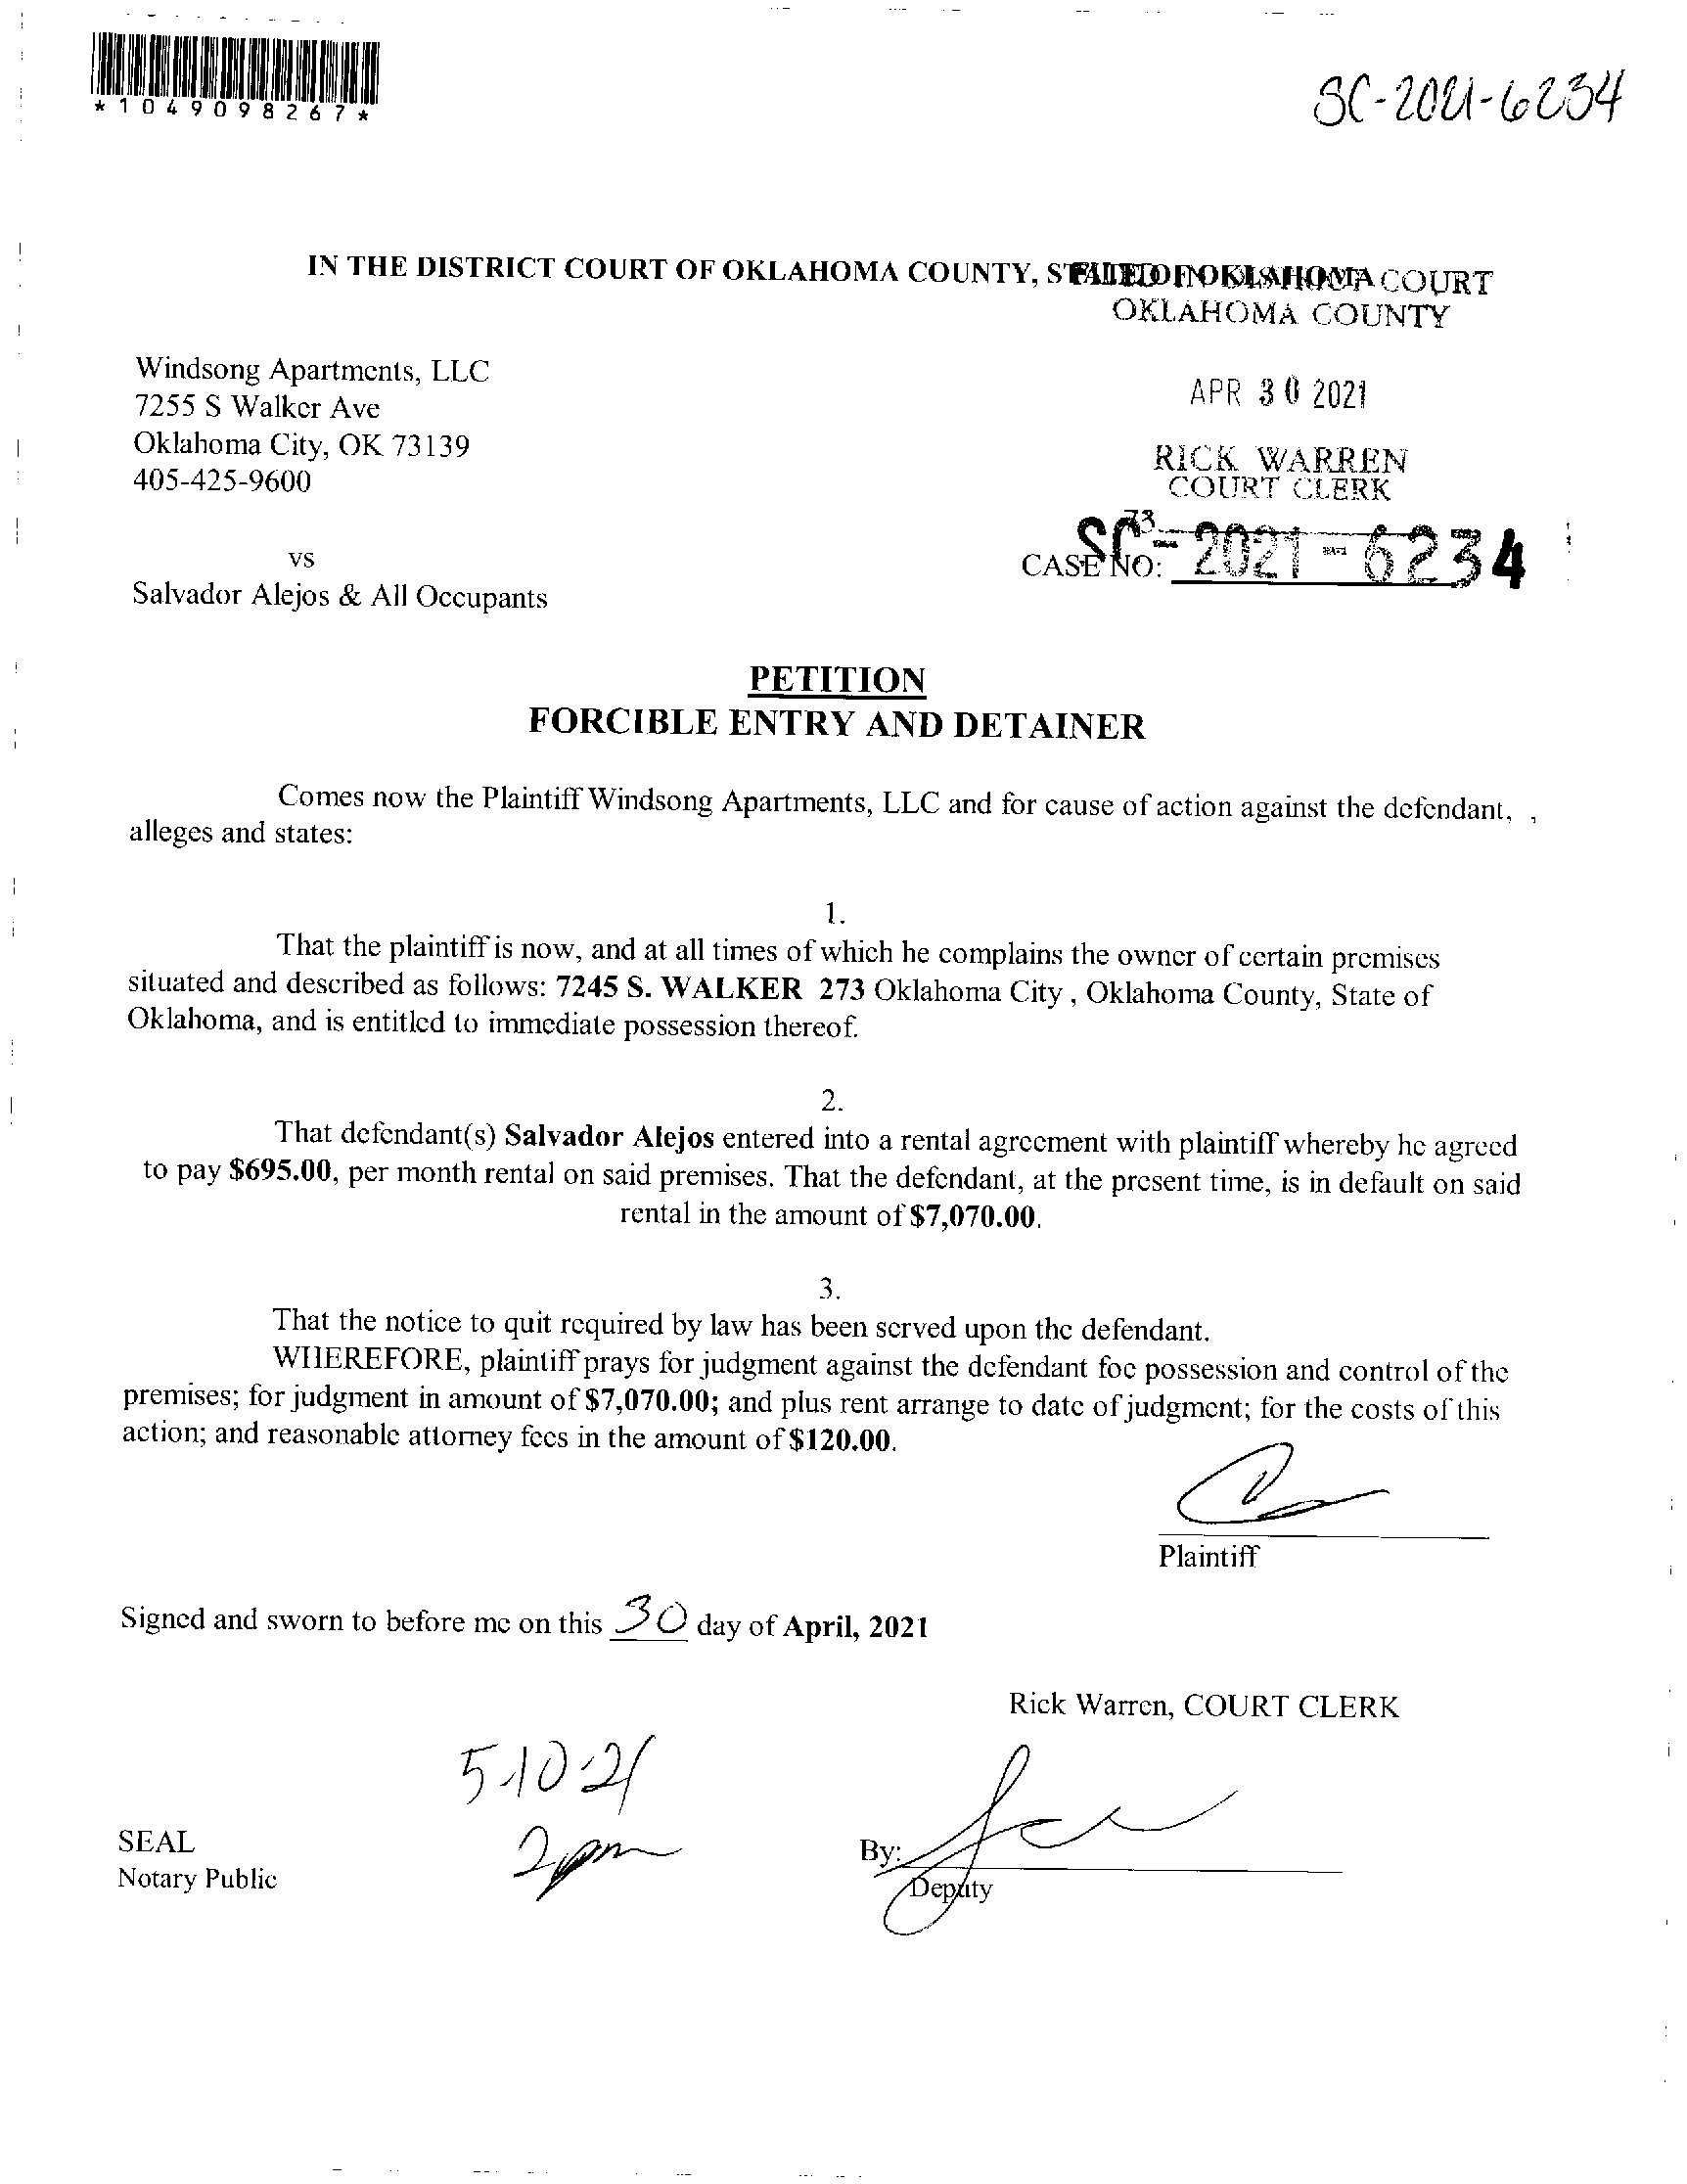 *1049098267*
SC-2021-6234
IN THE DISTRICT COURT OF OKLAHOMA COUNTY, STATE OF OKLAHOMA
FILED IN DISTRICT COURT
OKLAHOMA COUNTY
Windsong Apartments, LLC
7255 S Walker Ave
Oklahoma City, OK 73139
405-425-9600
APR 30 2021
RICK WARREN
COURT CLERK
73
CASE NO: SC-2021-6234
vs
Salvador Alejos & All Occupants
PETITION
FORCIBLE ENTRY AND DETAINER
Comes now the Plaintiff Windsong Apartments, LLC and for cause of action against the defendant, ,
alleges and states:
1.
That the plaintiff is now, and at all times of which he complains the owner of certain premises
situated and described as follows: 7245 S. WALKER 273 Oklahoma City , Oklahoma County, State of
Oklahoma, and is entitled to immediate possession thereof.
2.
That defendant(s) Salvador Alejos entered into a rental agreement with plaintiff whereby he agreed
to pay $695.00, per month rental on said premises. That the defendant, at the present time, is in default on said
rental in the amount of $7,070.00.
3.
That the notice to quit required by law has been served upon the defendant.
WHEREFORE, plaintiff prays for judgment against the defendant foe possession and control of the
premises; for judgment in amount of $7,070.00; and plus rent arrange to date of judgment; for the costs of this
action; and reasonable attorney fees in the amount of $120.00.
Plaintiff
Signed and sworn to before me on this 30 day of April, 2021
Rick Warren, COURT CLERK
5-10-21
2pm
SEAL
Notary Public
By:
Deputy